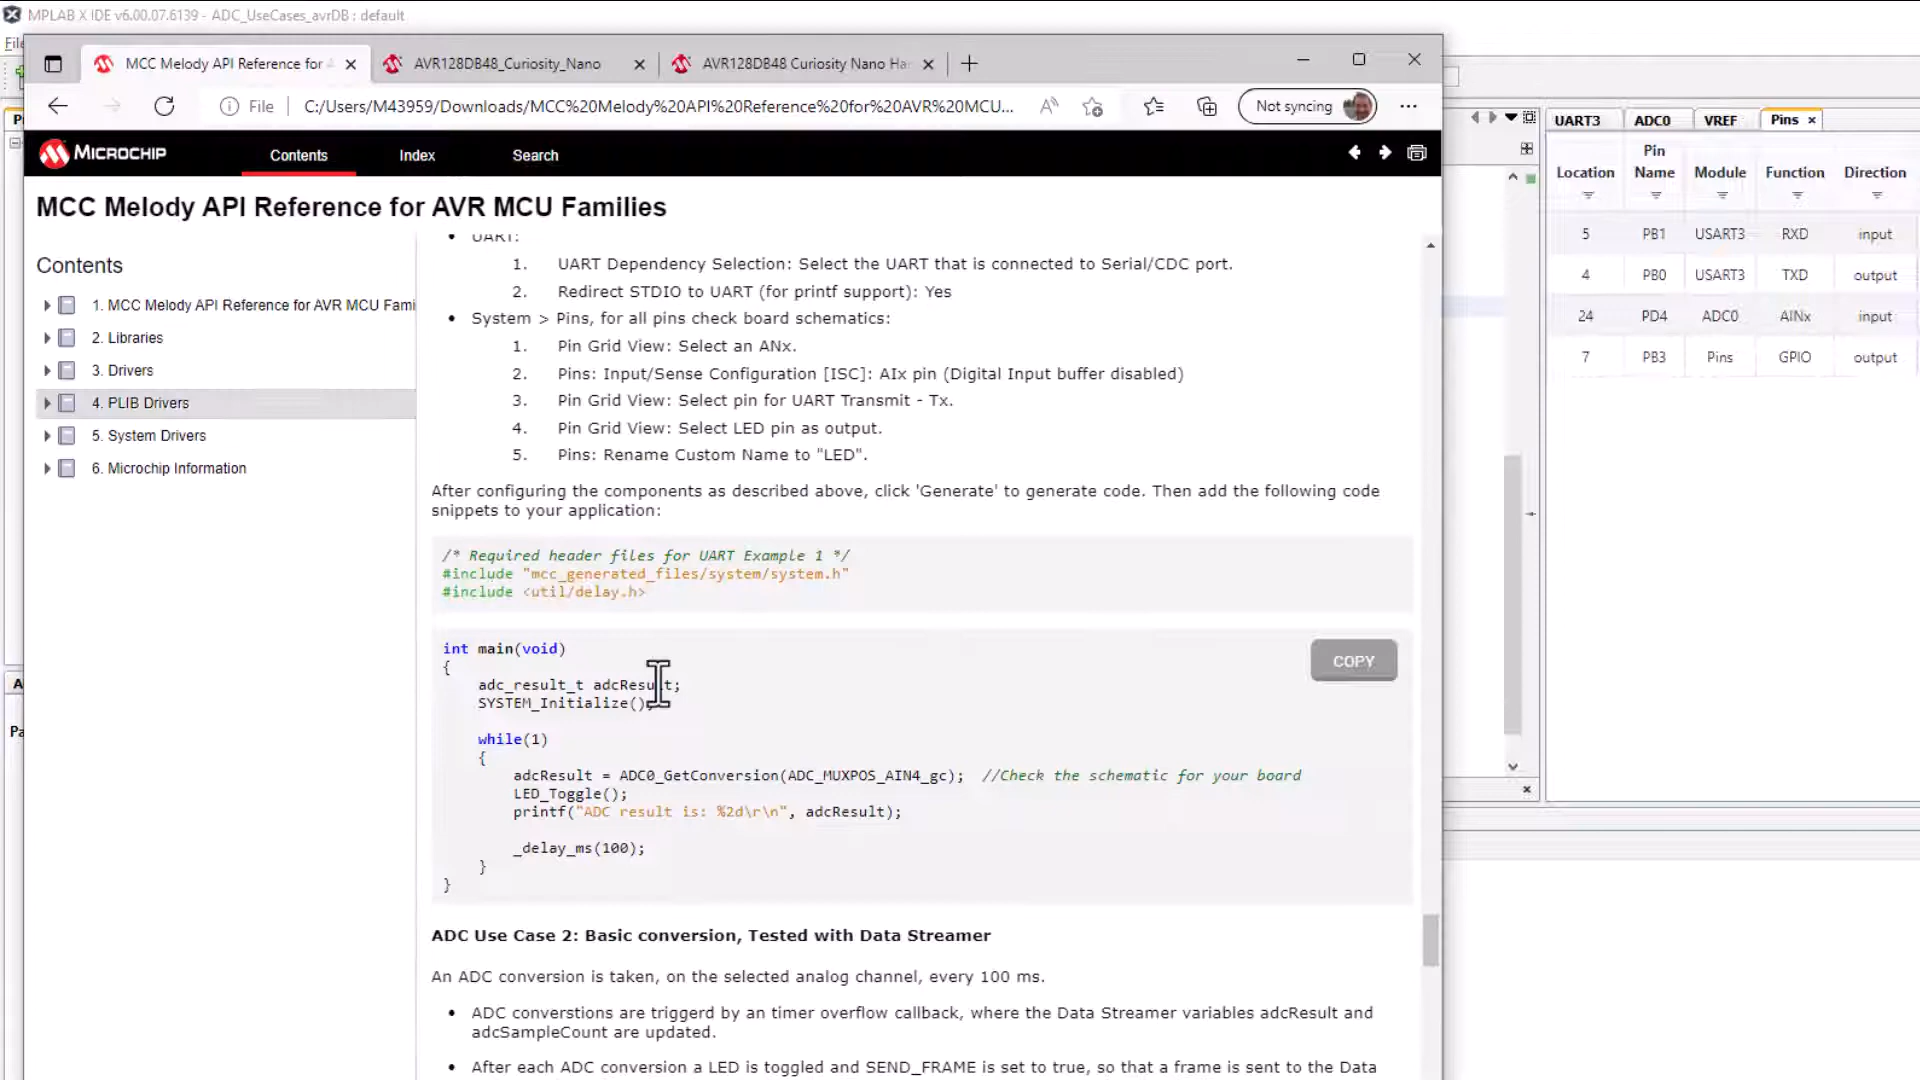 MPLAB X IDE v6.00.07.6139 - ADC_UseCases_avrDB : default
File
MCC Melody API Reference for A
AVR128DB48_Curiosity_Nano
AVR128DB48 Curiosity Nano Ha
File
C:/Users/M43959/Downloads/MCC%20Melody%20API%20Reference%20for%20AVR%20MCU...
Not syncing
MICROCHIP
Contents
Index
Search
MCC Melody API Reference for AVR MCU Families
Contents
1. MCC Melody API Reference for AVR MCU Fami
2. Libraries
3. Drivers
4. PLIB Drivers
5. System Drivers
6. Microchip Information
• UART:
1. UART Dependency Selection: Select the UART that is connected to Serial/CDC port.
2. Redirect STDIO to UART (for printf support): Yes
• System > Pins, for all pins check board schematics:
1. Pin Grid View: Select an ANx.
2. Pins: Input/Sense Configuration [ISC]: AIx pin (Digital Input buffer disabled)
3. Pin Grid View: Select pin for UART Transmit - Tx.
4. Pin Grid View: Select LED pin as output.
5. Pins: Rename Custom Name to "LED".
After configuring the components as described above, click 'Generate' to generate code. Then add the following code
snippets to your application:
/* Required header files for UART Example 1 */
#include "mcc_generated_files/system/system.h"
#include <util/delay.h>
COPY
int main(void)
{
adc_result_t adcResult;
SYSTEM_Initialize();
while(1)
{
adcResult = ADC0_GetConversion(ADC_MUXPOS_AIN4_gc); //Check the schematic for your board
LED_Toggle();
printf("ADC result is: %2d\r\n", adcResult);
_delay_ms(100);
}
}
ADC Use Case 2: Basic conversion, Tested with Data Streamer
An ADC conversion is taken, on the selected analog channel, every 100 ms.
• ADC converstions are triggerd by an timer overflow callback, where the Data Streamer variables adcResult and
adcSampleCount are updated.
• After each ADC conversion a LED is toggled and SEND_FRAME is set to true, so that a frame is sent to the Data
UART3 ADC0 VREF Pins
Location Pin Name Module Function Direction
5 PB1 USART3 RXD input
4 PB0 USART3 TXD output
24 PD4 ADC0 AINx input
7 PB3 Pins GPIO output